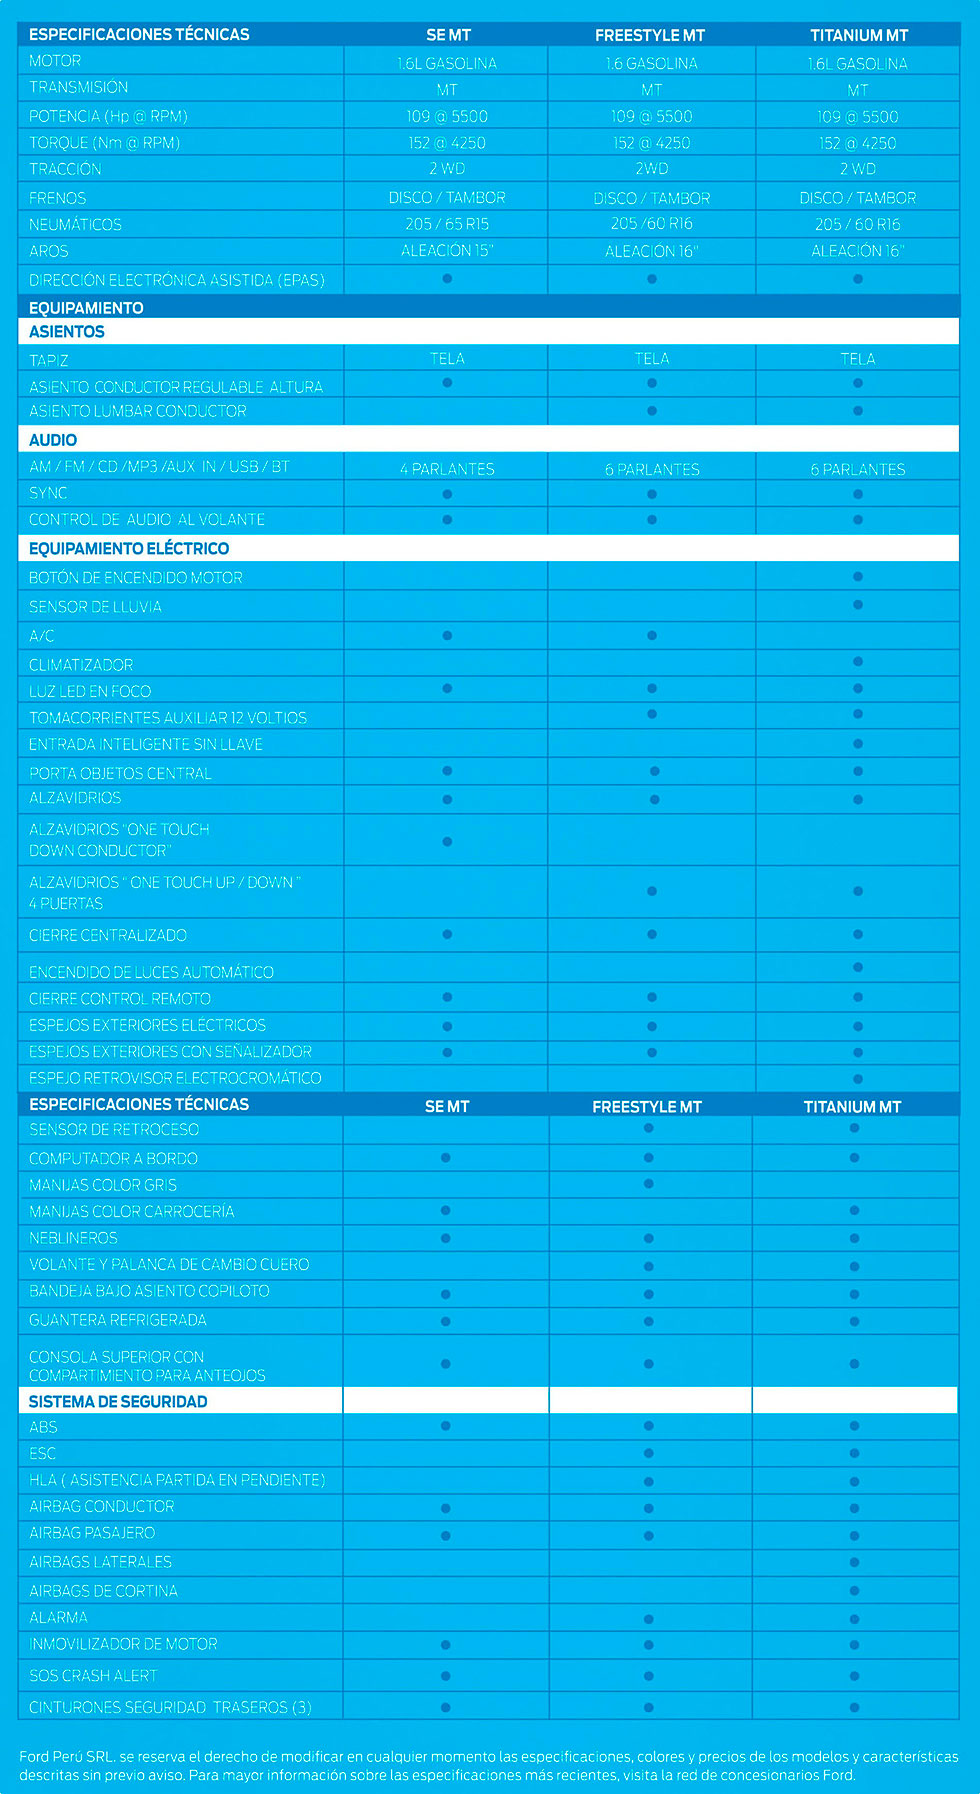 ESPECIFICACIONES TÉCNICAS SE MT FREESTYLE MT TITANIUM MT
MOTOR 1.6L GASOLINA 1.6 GASOLINA 1.6L GASOLINA
TRANSMISIÓN MT MT MT
POTENCIA (Hp @ RPM) 109 @ 5500 109 @ 5500 109 @ 5500
TORQUE (Nm @ RPM) 152 @ 4250 152 @ 4250 152 @ 4250
TRACCIÓN 2 WD 2WD 2 WD
FRENOS DISCO / TAMBOR DISCO / TAMBOR DISCO / TAMBOR
NEUMÁTICOS 205 / 65 R15 205 /60 R16 205 / 60 R16
AROS ALEACIÓN 15" ALEACIÓN 16" ALEACIÓN 16"
DIRECCIÓN ELECTRÓNICA ASISTIDA (EPAS) ● ● ●
EQUIPAMIENTO
ASIENTOS
TAPIZ TELA TELA TELA
ASIENTO CONDUCTOR REGULABLE ALTURA ● ● ●
ASIENTO LUMBAR CONDUCTOR ● ●
AUDIO
AM / FM / CD /MP3 /AUX IN / USB / BT 4 PARLANTES 6 PARLANTES 6 PARLANTES
SYNC ● ● ●
CONTROL DE AUDIO AL VOLANTE ● ● ●
EQUIPAMIENTO ELÉCTRICO
BOTÓN DE ENCENDIDO MOTOR ●
SENSOR DE LLUVIA ●
A/C ● ●
CLIMATIZADOR ●
LUZ LED EN FOCO ● ● ●
TOMACORRIENTES AUXILIAR 12 VOLTIOS ● ●
ENTRADA INTELIGENTE SIN LLAVE ●
PORTA OBJETOS CENTRAL ● ● ●
ALZAVIDRIOS ● ● ●
ALZAVIDRIOS "ONE TOUCH
DOWN CONDUCTOR" ●
ALZAVIDRIOS " ONE TOUCH UP / DOWN "
4 PUERTAS ● ●
CIERRE CENTRALIZADO ● ● ●
ENCENDIDO DE LUCES AUTOMÁTICO ●
CIERRE CONTROL REMOTO ● ● ●
ESPEJOS EXTERIORES ELÉCTRICOS ● ● ●
ESPEJOS EXTERIORES CON SEÑALIZADOR ● ● ●
ESPEJO RETROVISOR ELECTROCROMÁTICO ●
ESPECIFICACIONES TÉCNICAS SE MT FREESTYLE MT TITANIUM MT
SENSOR DE RETROCESO ● ●
COMPUTADOR A BORDO ● ● ●
MANIJAS COLOR GRIS ●
MANIJAS COLOR CARROCERÍA ● ●
NEBLINEROS ● ● ●
VOLANTE Y PALANCA DE CAMBIO CUERO ● ●
BANDEJA BAJO ASIENTO COPILOTO ● ● ●
GUANTERA REFRIGERADA ● ● ●
CONSOLA SUPERIOR CON
COMPARTIMIENTO PARA ANTEOJOS ● ● ●
SISTEMA DE SEGURIDAD
ABS ● ● ●
ESC ● ●
HLA ( ASISTENCIA PARTIDA EN PENDIENTE) ● ●
AIRBAG CONDUCTOR ● ● ●
AIRBAG PASAJERO ● ● ●
AIRBAGS LATERALES ●
AIRBAGS DE CORTINA ●
ALARMA ● ●
INMOVILIZADOR DE MOTOR ● ● ●
SOS CRASH ALERT ● ● ●
CINTURONES SEGURIDAD TRASEROS (3) ● ● ●
Ford Perú SRL. se reserva el derecho de modificar en cualquier momento las especificaciones, colores y precios de los modelos y características
descritas sin previo aviso. Para mayor información sobre las especificaciones más recientes, visita la red de concesionarios Ford.